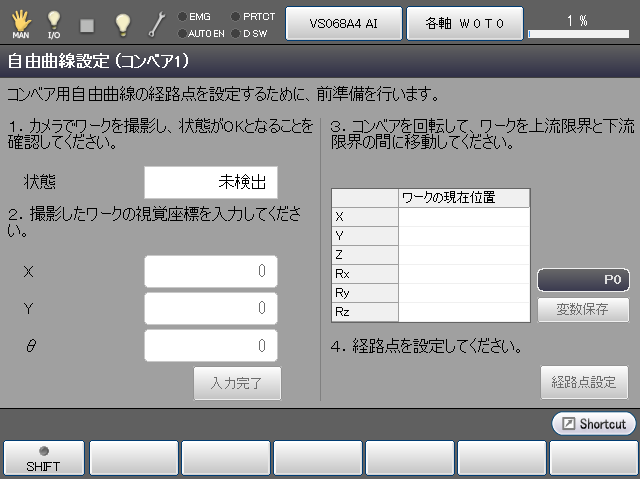 MAN
I/O
EMG
AUTOEN
PRTCT
DSW
VS068A4 AI
各軸 W0T0
1 %
自由曲線設定 (コンベア1)
コンベア用自由曲線の経路点を設定するために、前準備を行います。
1. カメラでワークを撮影し、状態がOKとなることを
確認してください。
状態
未検出
2. 撮影したワークの視覚座標を入力してくださ
い。
X
0
Y
0
θ
0
入力完了
3. コンベアを回転して、ワークを上流限界と下流
限界の間に移動してください。
ワークの現在位置
X
Y
Z
Rx
Ry
Rz
P0
変数保存
4. 経路点を設定してください。
経路点設定
Shortcut
SHIFT